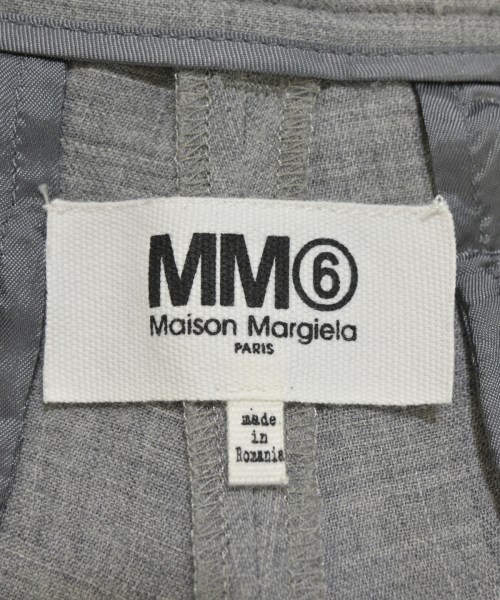 MM⑥
Maison Margiela
PARIS
made
in
Romania